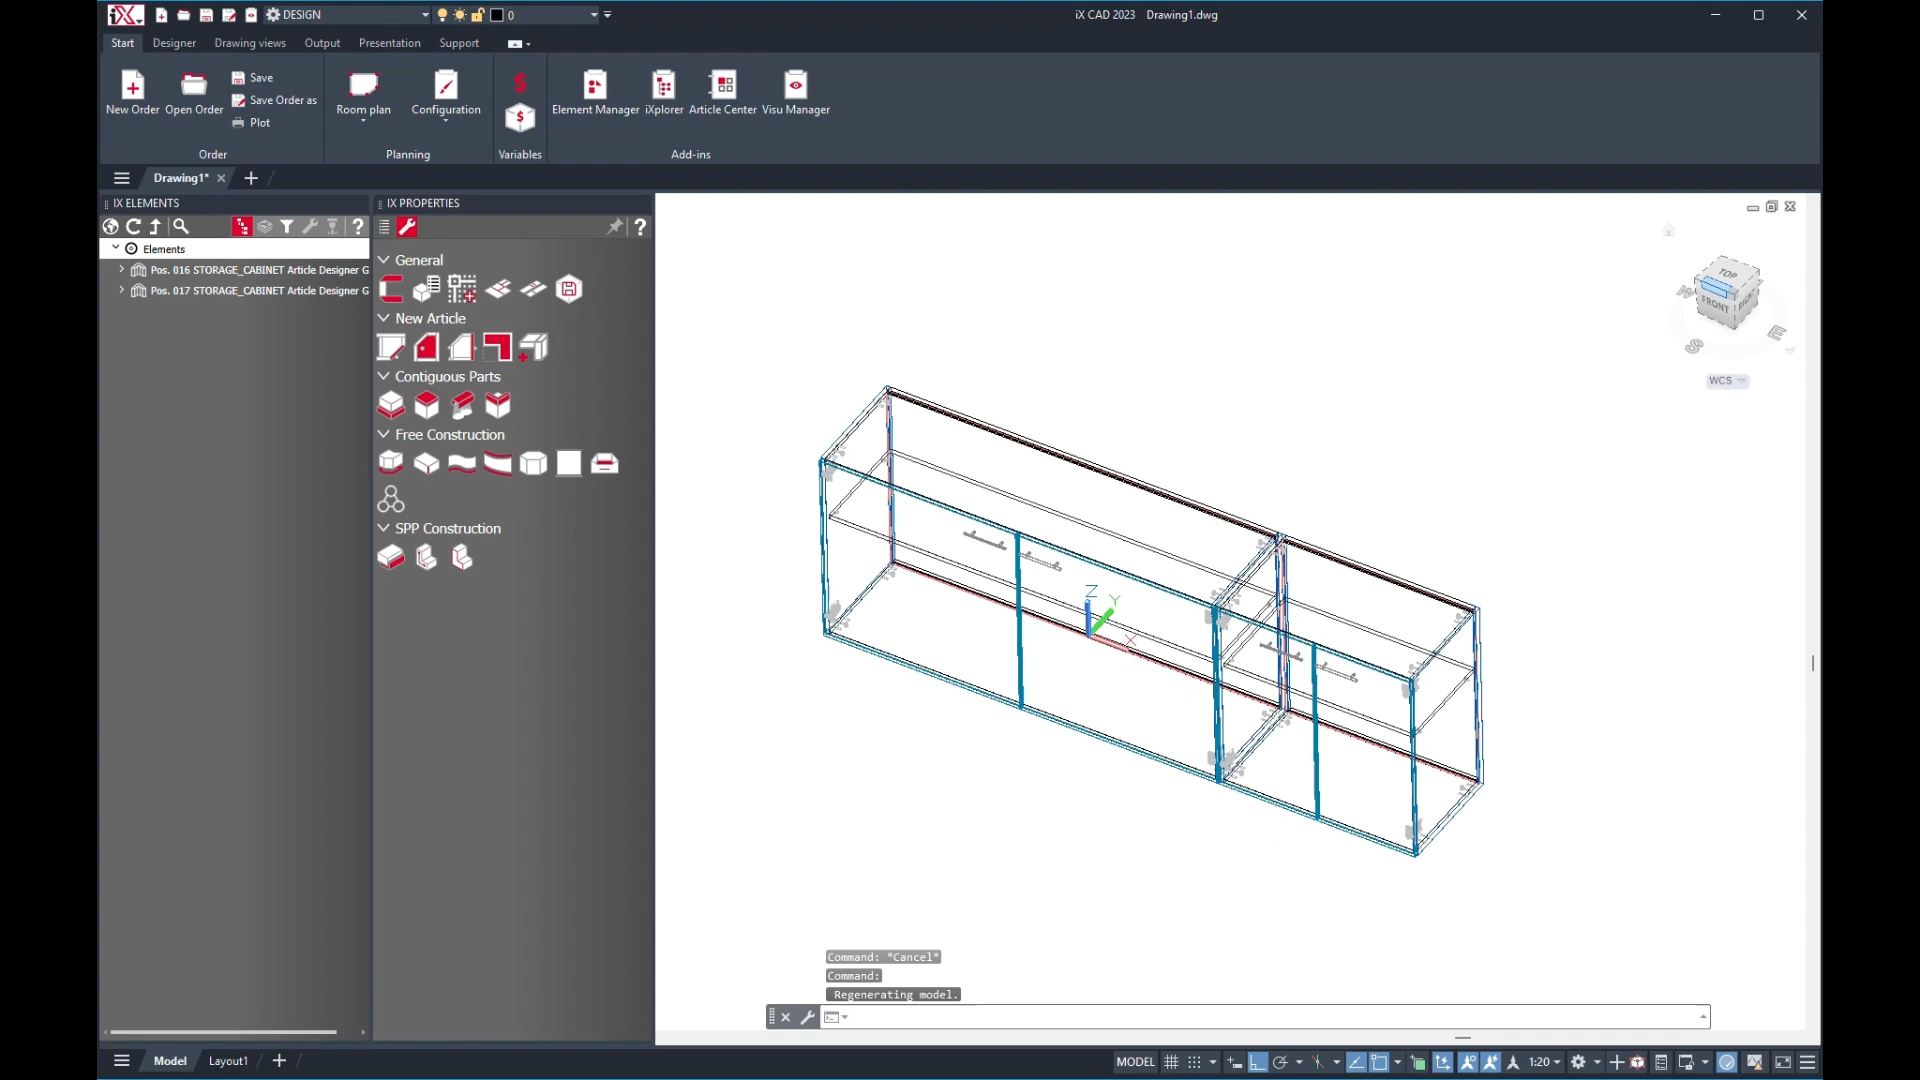 iX
DESIGN
0
iX CAD 2023 Drawing1.dwg
Start Designer Drawing views Output Presentation Support
New Order
Open Order
Save
Save Order as
Plot
Order
Room plan
Configuration
Planning
$
$
Variables
Element Manager
iXplorer
Article Center
Visu Manager
Add-ins
Drawing1*
IX ELEMENTS
IX PROPERTIES
Elements
Pos. 016 STORAGE_CABINET Article Designer G
Pos. 017 STORAGE_CABINET Article Designer G
General
New Article
Contiguous Parts
Free Construction
SPP Construction
TOP
FRONT
RIGHT
W
S
E
WCS
Z
Y
X
Command: *Cancel*
Command:
Regenerating model.
Model Layout1
MODEL
1:20